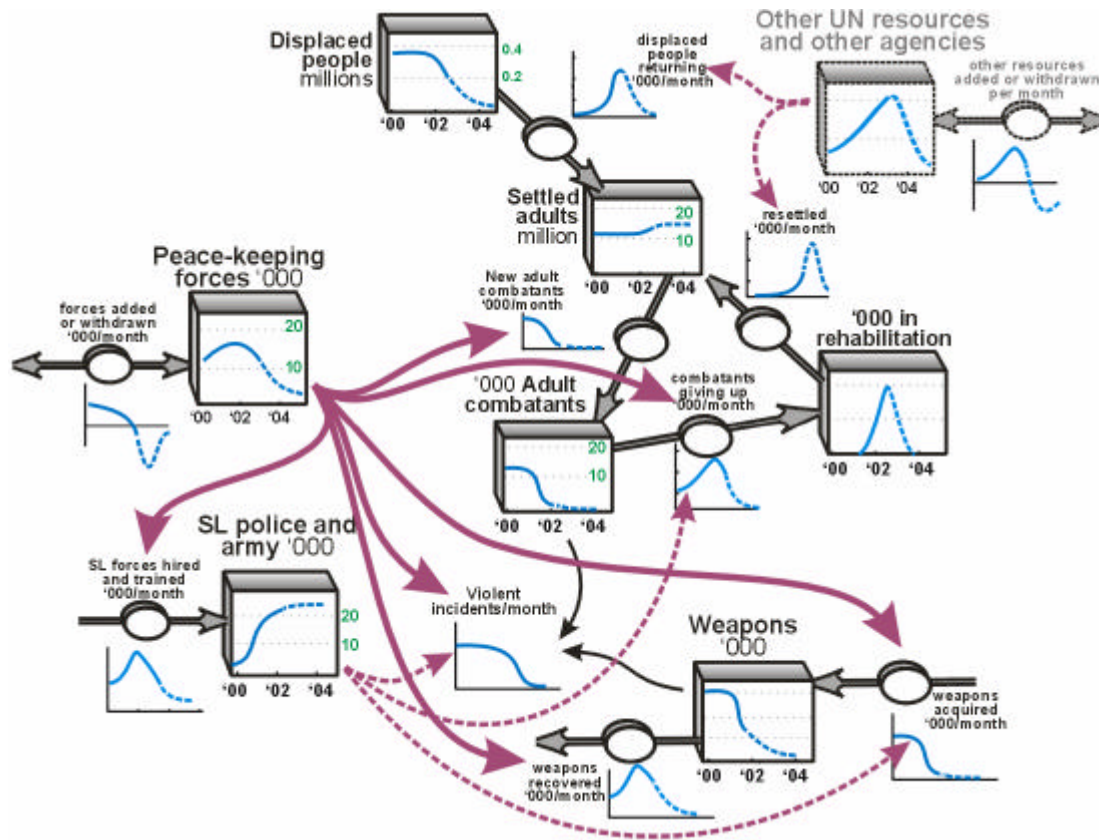 Displaced
people
millions
0.4
0.2
‘00 ‘02 ‘04
displaced
people
returning
‘000/month
Other UN resources
and other agencies
other resources
added or withdrawn
per month
‘00 ‘02 ‘04
Settled
adults
million
20
10
‘00 ‘02 ‘04
resettled
‘000/month
Peace-keeping
forces ‘000
forces added
or withdrawn
‘000/month
20
10
‘00 ‘02 ‘04
New adult
combatants
‘000/month
‘000 in
rehabilitation
‘00 ‘02 ‘04
‘000 Adult
combatants
20
10
‘00 ‘02 ‘04
combatants
giving up
‘000/month
SL police and
army ‘000
SL forces hired
and trained
‘000/month
20
10
‘00 ‘02 ‘04
Violent
incidents/month
Weapons
‘000
‘00 ‘02 ‘04
weapons
acquired
‘000/month
weapons
recovered
‘000/month